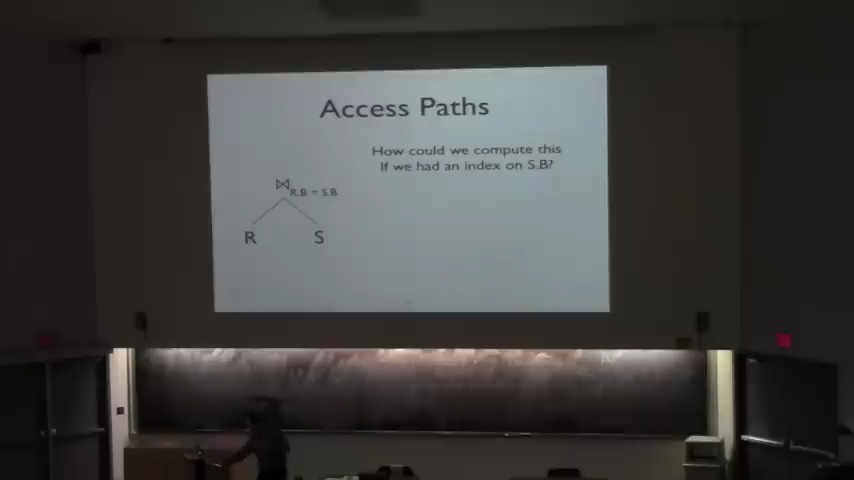 Access Paths
How could we compute this
If we had an index on S.B?
⋈R.B = S.B
R S